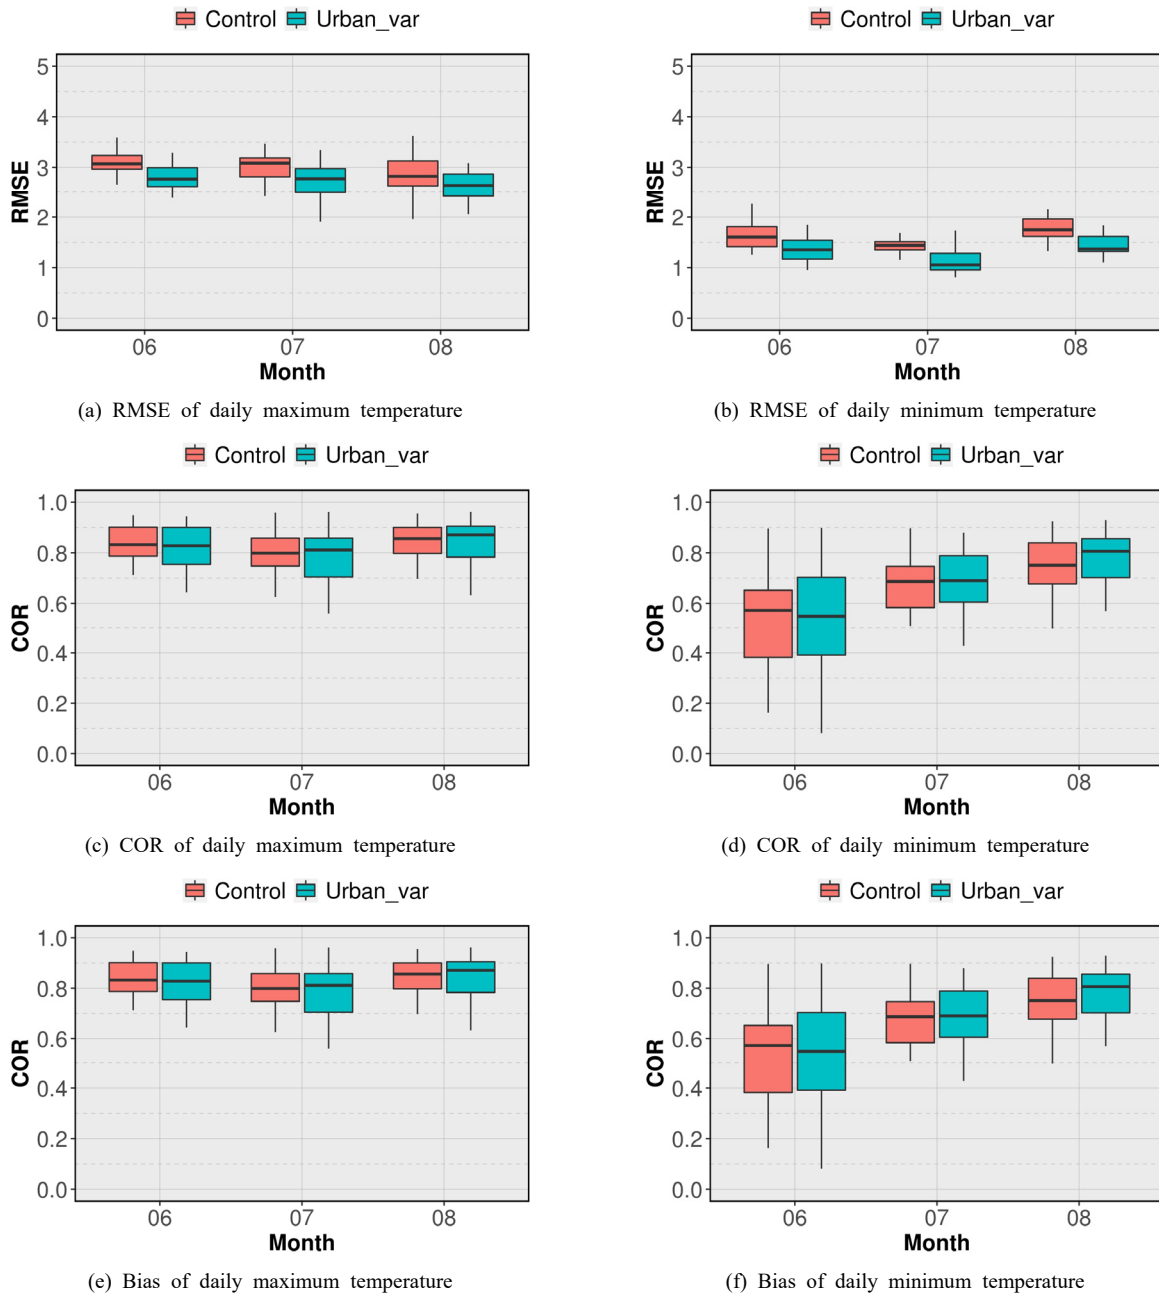 Control Urban_var
Control Urban_var
5
4
3
2
1
0
RMSE
06 07 08
Month
5
4
3
2
1
0
RMSE
06 07 08
Month
(a) RMSE of daily maximum temperature
(b) RMSE of daily minimum temperature
Control Urban_var
Control Urban_var
1.0
0.8
0.6
0.4
0.2
0.0
COR
06 07 08
Month
1.0
0.8
0.6
0.4
0.2
0.0
COR
06 07 08
Month
(c) COR of daily maximum temperature
(d) COR of daily minimum temperature
Control Urban_var
Control Urban_var
1.0
0.8
0.6
0.4
0.2
0.0
COR
06 07 08
Month
1.0
0.8
0.6
0.4
0.2
0.0
COR
06 07 08
Month
(e) Bias of daily maximum temperature
(f) Bias of daily minimum temperature